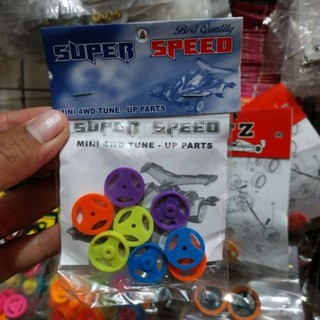 Best Quality
SUPER SPEED
MINI 4WD TUNE - UP PARTS
SUPER SPEED
MINI 4WD TUNE - UP PARTS
Z